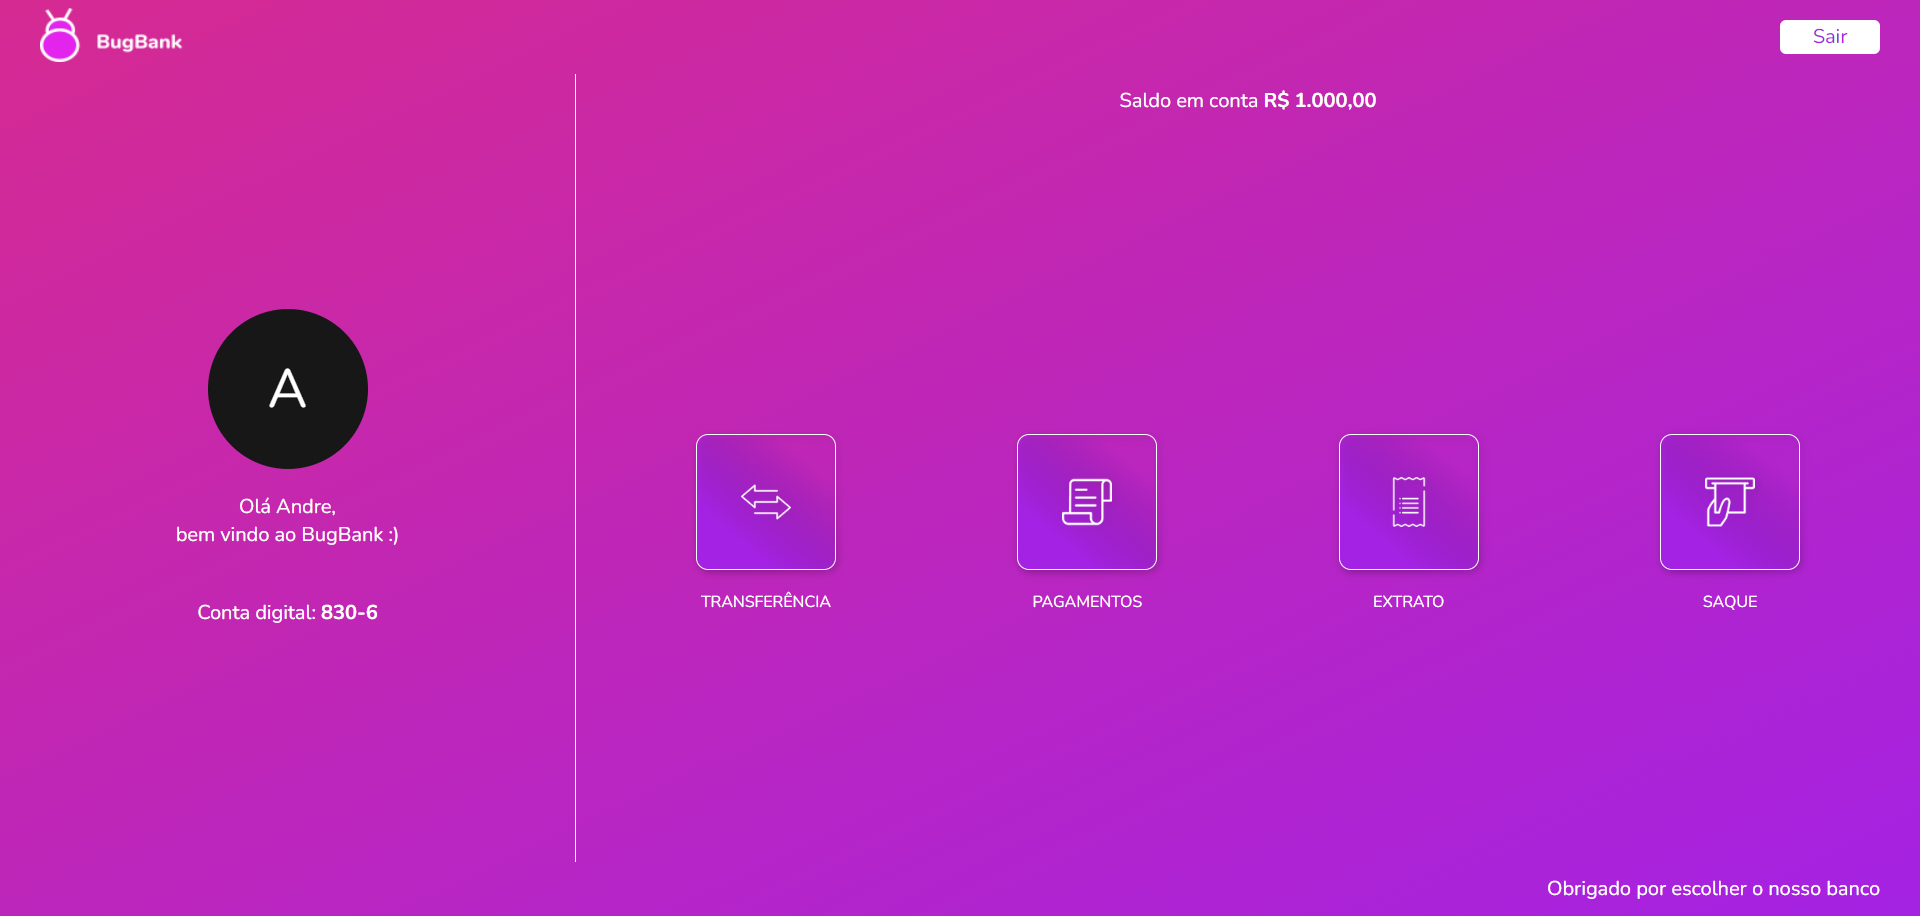 BugBank
Sair
Saldo em conta R$ 1.000,00
A
Olá Andre,
bem vindo ao BugBank :)
Conta digital: 830-6
TRANSFERÊNCIA
PAGAMENTOS
EXTRATO
SAQUE
Obrigado por escolher o nosso banco